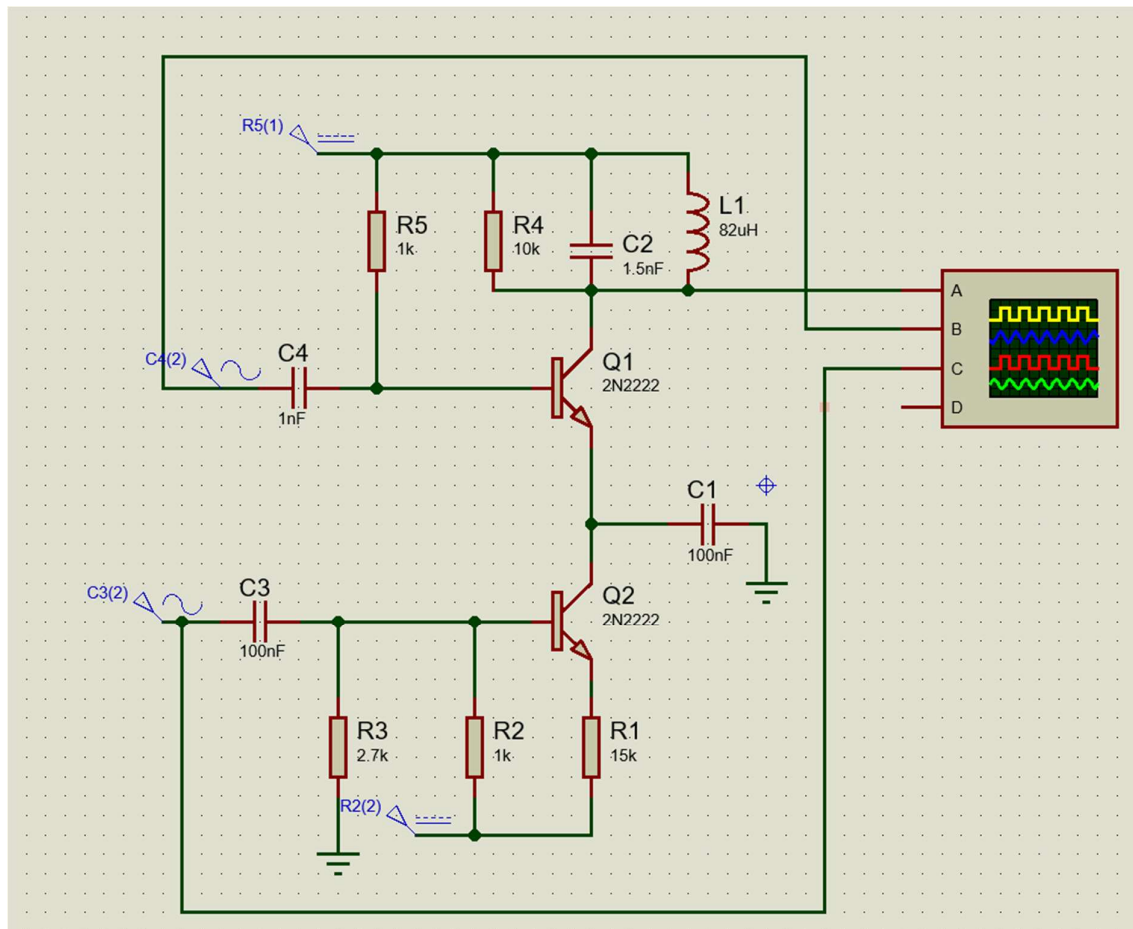 R5(1)
R5
1k
R4
10k
C2
1.5nF
L1
82uH
A
B
C
D
C4(2)
C4
1nF
Q1
2N2222
C1
100nF
C3(2)
C3
100nF
Q2
2N2222
R3
2.7k
R2
1k
R1
15k
R2(2)